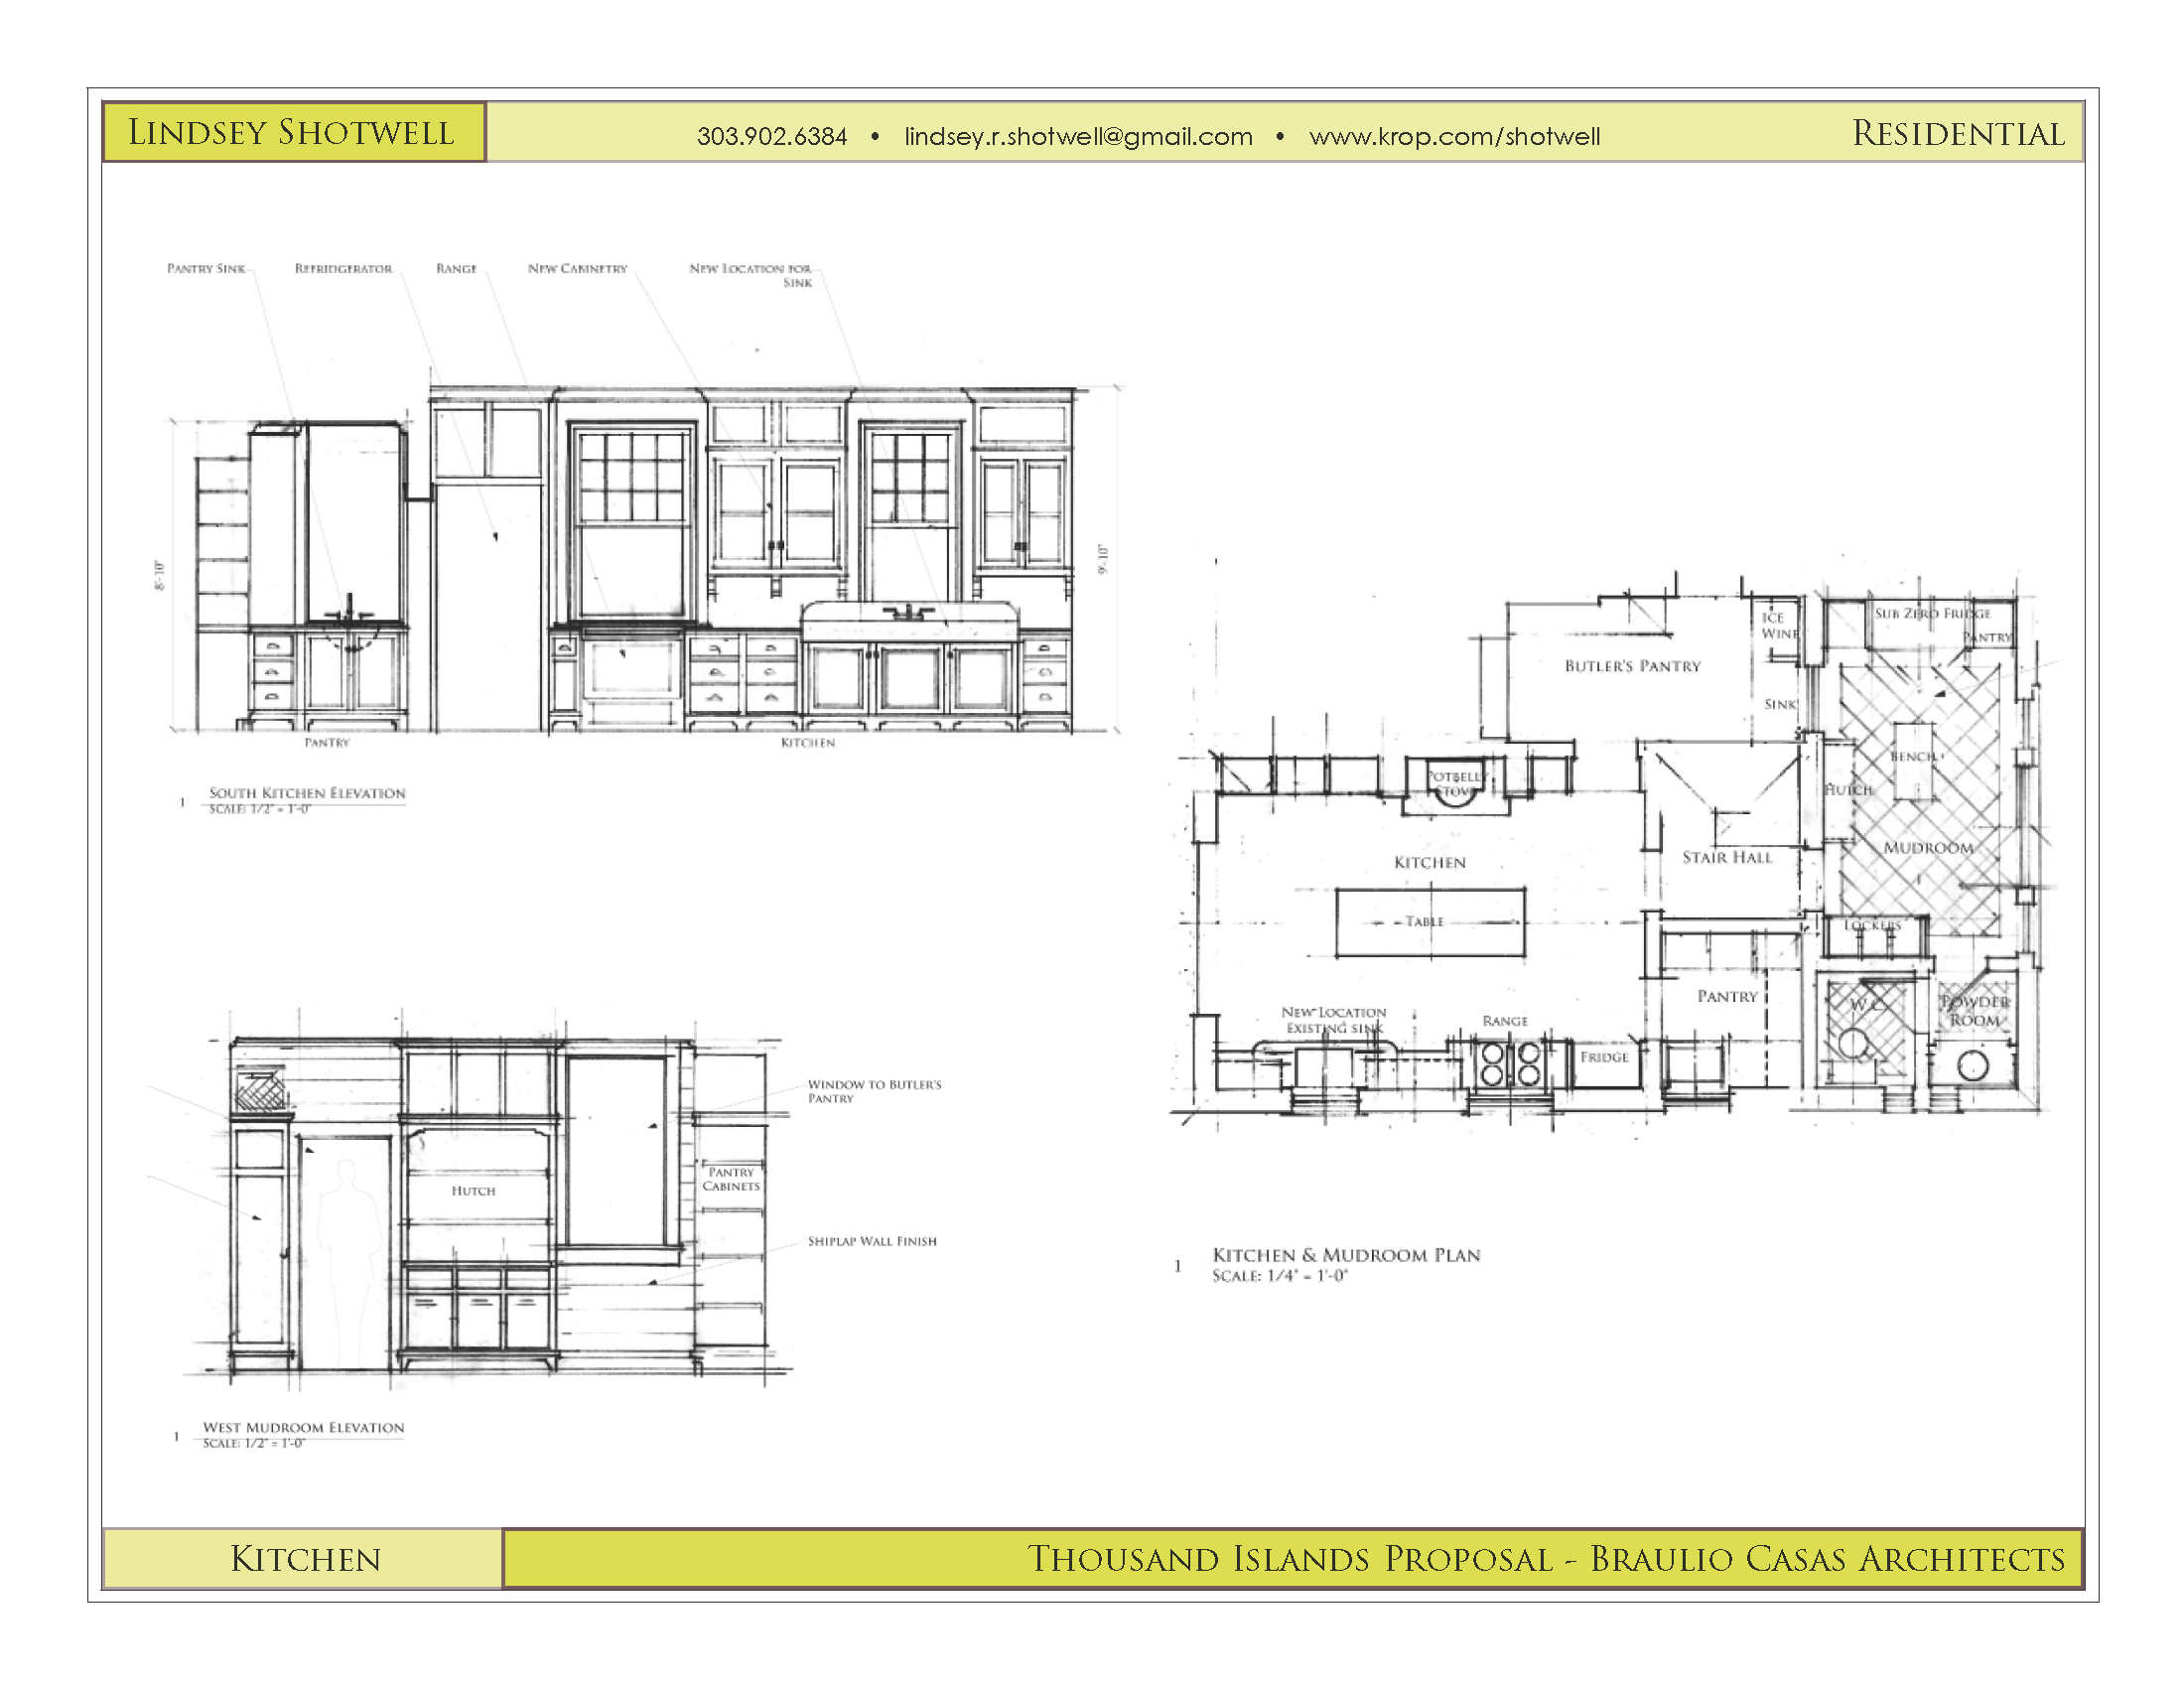 Lindsey Shotwell
303.902.6384 • lindsey.r.shotwell@gmail.com • www.krop.com/shotwell
Residential
Pantry Sink
Refridgerator
Range
New Cabinetry
New Location for
Sink
8'-10"
9'-10"
Pantry
Kitchen
1
South Kitchen Elevation
Scale: 1/2" = 1'-0"
Window to Butler's
Pantry
Hutch
Pantry
Cabinets
Shiplap Wall Finish
1
West Mudroom Elevation
Scale: 1/2" = 1'-0"
Butler's Pantry
Ice
Wine
Sink
Sub Zero Fridge
Pantry
Bench
Hutch
Mudroom
Potbelly
Stove
Kitchen
Stair Hall
Table
Lockers
Pantry
W.C.
Powder
Room
New Location
Existing sink
Range
Fridge
1
Kitchen & Mudroom Plan
Scale: 1/4" = 1'-0"
Kitchen
Thousand Islands Proposal - Braulio Casas Architects